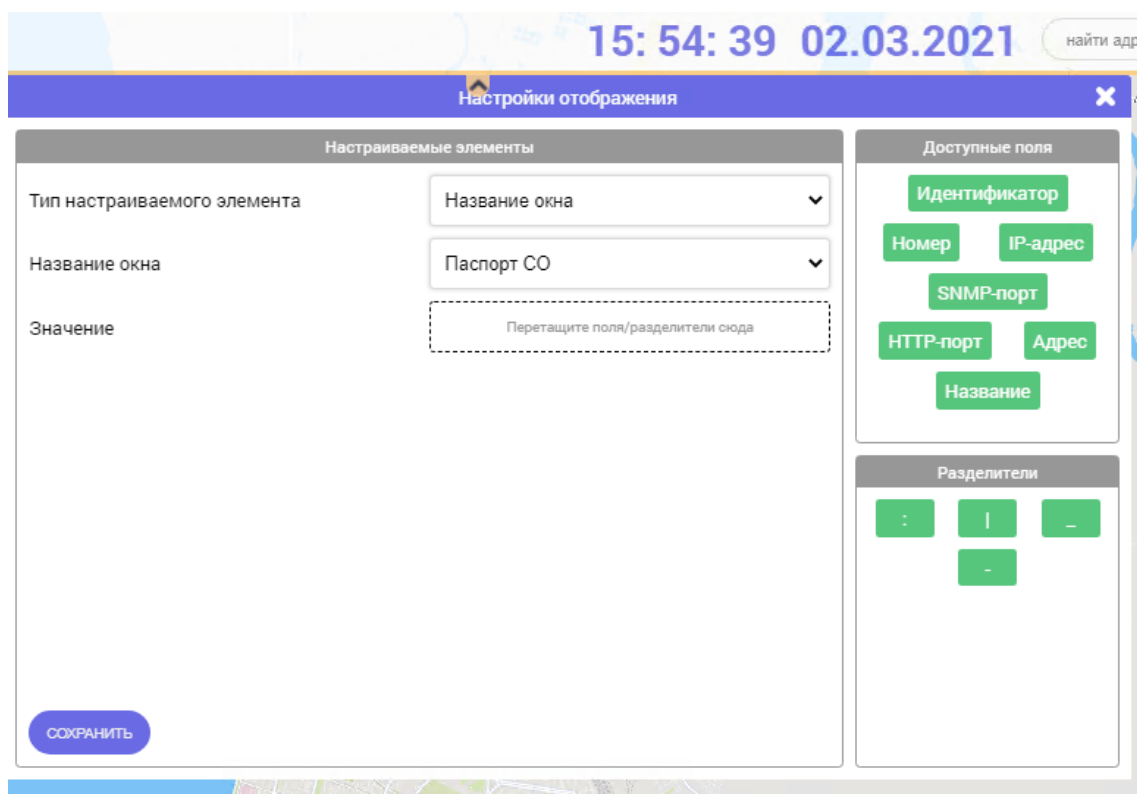 15: 54: 39 02.03.2021
найти адр
Настройки отображения
Настраиваемые элементы
Тип настраиваемого элемента
Название окна
Название окна
Паспорт СО
Значение
Перетащите поля/разделители сюда
СОХРАНИТЬ
Доступные поля
Идентификатор
Номер IP-адрес
SNMP-порт
HTTP-порт Адрес
Название
Разделители
: | _
-